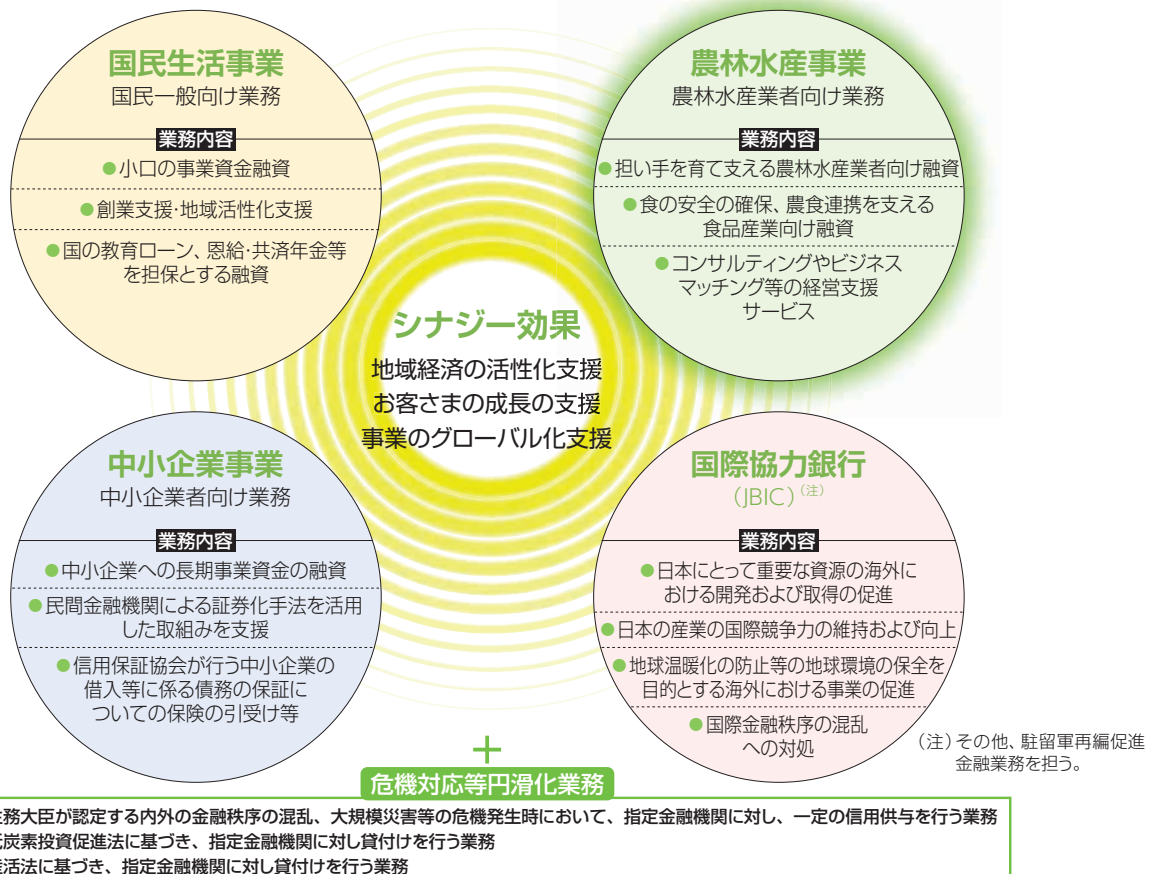 国民生活事業
国民一般向け業務
業務内容
●小口の事業資金融資
●創業支援・地域活性化支援
●国の教育ローン、恩給・共済年金等
を担保とする融資
農林水産事業
農林水産業者向け業務
業務内容
●担い手を育て支える農林水産業者向け融資
●食の安全の確保、農食連携を支える
食品産業向け融資
●コンサルティングやビジネス
マッチング等の経営支援
サービス
シナジー効果
地域経済の活性化支援
お客さまの成長の支援
事業のグローバル化支援
中小企業事業
中小企業者向け業務
業務内容
●中小企業への長期事業資金の融資
●民間金融機関による証券化手法を活用
した取組みを支援
●信用保証協会が行う中小企業の
借入等に係る債務の保証に
ついての保険の引受け等
国際協力銀行
(JBIC)(注)
業務内容
●日本にとって重要な資源の海外に
おける開発および取得の促進
●日本の産業の国際競争力の維持および向上
●地球温暖化の防止等の地球環境の保全を
目的とする海外における事業の促進
●国際金融秩序の混乱
への対処
(注)その他、駐留軍再編促進
金融業務を担う。
＋
危機対応等円滑化業務
務大臣が認定する内外の金融秩序の混乱、大規模災害等の危機発生時において、指定金融機関に対し、一定の信用供与を行う業務
炭素投資促進法に基づき、指定金融機関に対し貸付けを行う業務
活法に基づき、指定金融機関に対し貸付けを行う業務